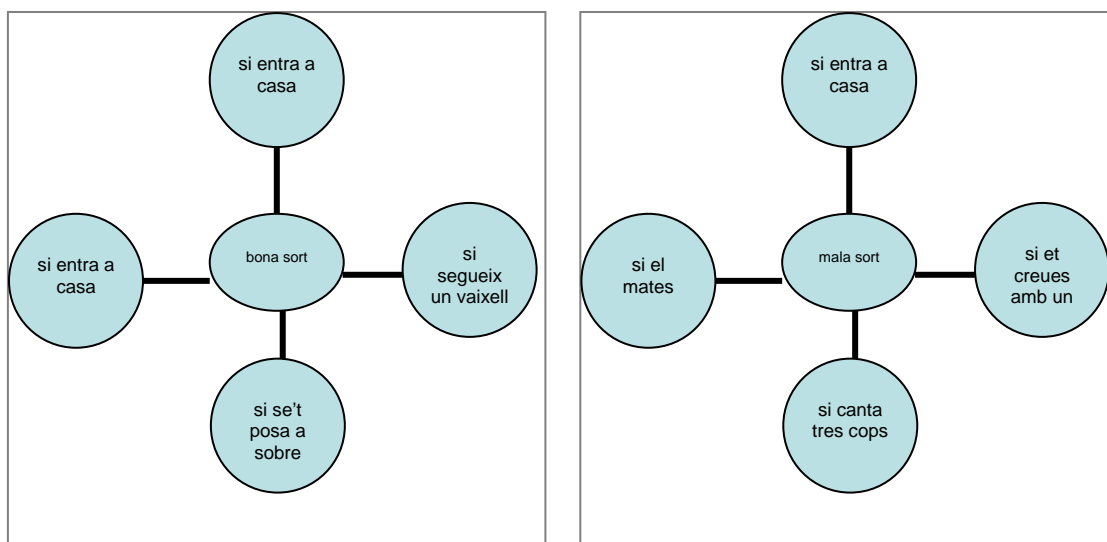 si entra a
casa
si entra a
casa
bona sort
si
segueix
un vaixell
si se’t
posa a
sobre
si entra a
casa
si el
mates
mala sort
si et
creues
amb un
si canta
tres cops